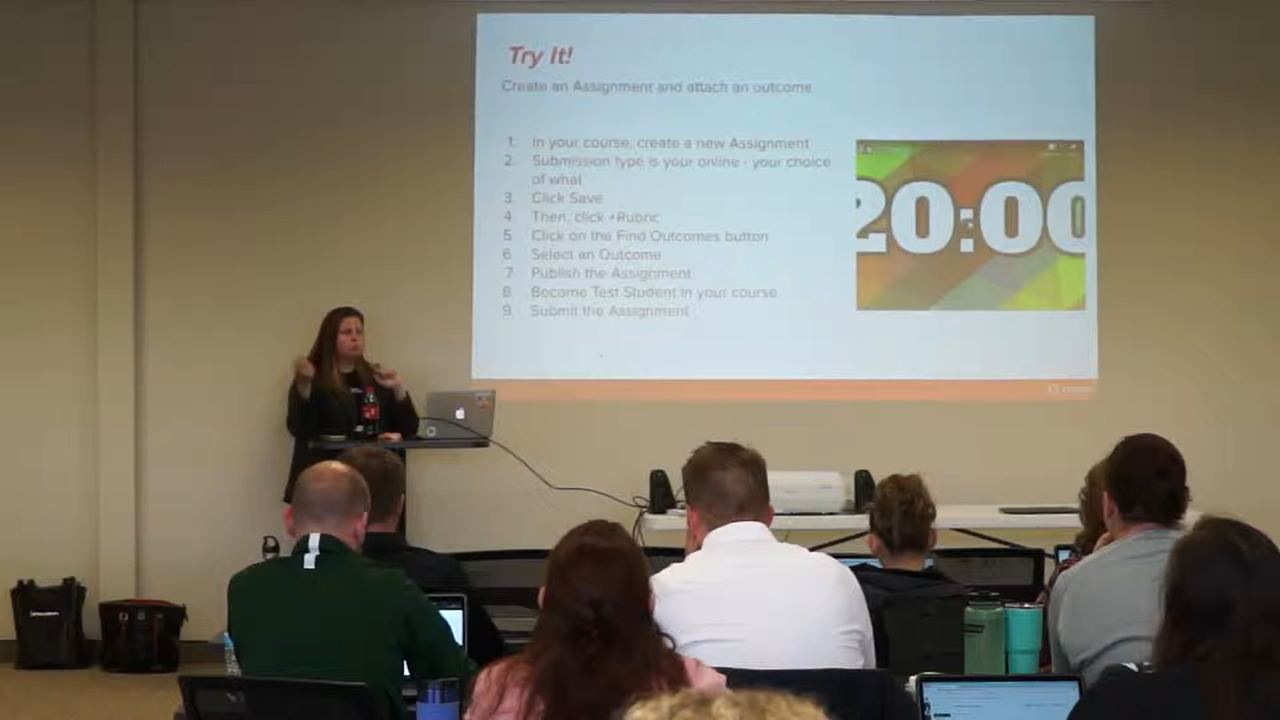 Try It!
Create an Assignment and attach an outcome
1. In your course, create a new Assignment
2. Submission type is your online - your choice
of what
3. Click Save
4. Then, click +Rubric
5. Click on the Find Outcomes button
6. Select an Outcome
7. Publish the Assignment
8. Become Test Student in your course
9. Submit the Assignment
20:00